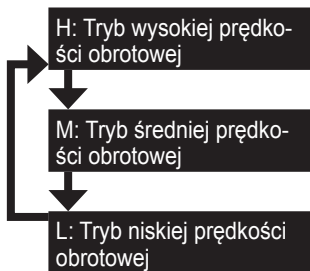 H: Tryb wysokiej prędko-
ści obrotowej
M: Tryb średniej prędko-
ści obrotowej
L: Tryb niskiej prędkości
obrotowej